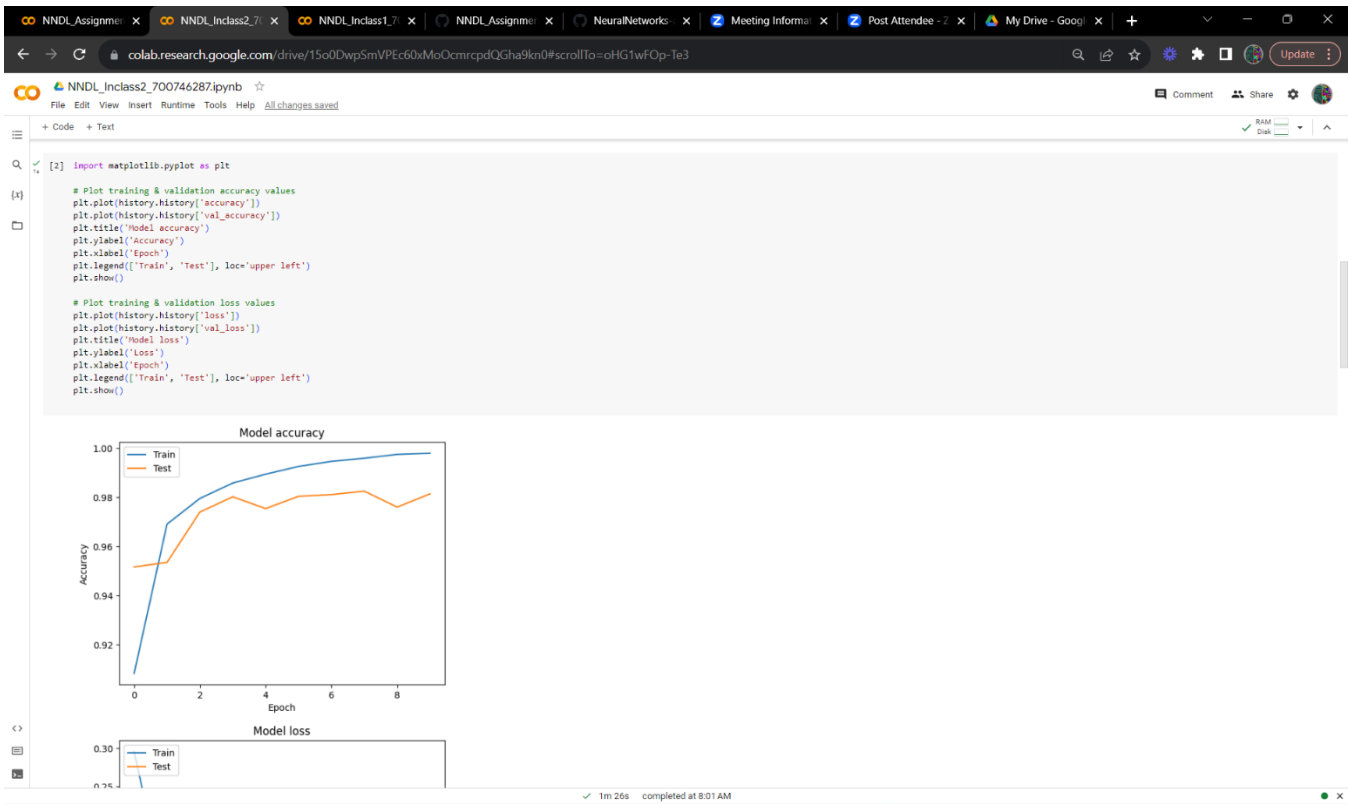 NNDL_Assignmen
NNDL_Inclass2_70
NNDL_Inclass1_70
NNDL_Assignmen
NeuralNetworks-
Meeting Informat
Post Attendee - Z
My Drive - Googl
colab.research.google.com/drive/15o0DwpSmVPEc60xMoOcmrcpdQGha9kn0#scrollTo=oHG1wFOp-Te3
Update
NNDL_Inclass2_700746287.ipynb
File Edit View Insert Runtime Tools Help All changes saved
Comment Share
+ Code + Text
RAM
Disk
[2] import matplotlib.pyplot as plt
# Plot training & validation accuracy values
plt.plot(history.history['accuracy'])
plt.plot(history.history['val_accuracy'])
plt.title('Model accuracy')
plt.ylabel('Accuracy')
plt.xlabel('Epoch')
plt.legend(['Train', 'Test'], loc='upper left')
plt.show()
# Plot training & validation loss values
plt.plot(history.history['loss'])
plt.plot(history.history['val_loss'])
plt.title('Model loss')
plt.ylabel('Loss')
plt.xlabel('Epoch')
plt.legend(['Train', 'Test'], loc='upper left')
plt.show()
Model accuracy
1.00
Train
Test
0.98
0.96
Accuracy
0.94
0.92
0 2 4 6 8
Epoch
Model loss
0.30
Train
Test
0.25
1m 26s completed at 8:01 AM